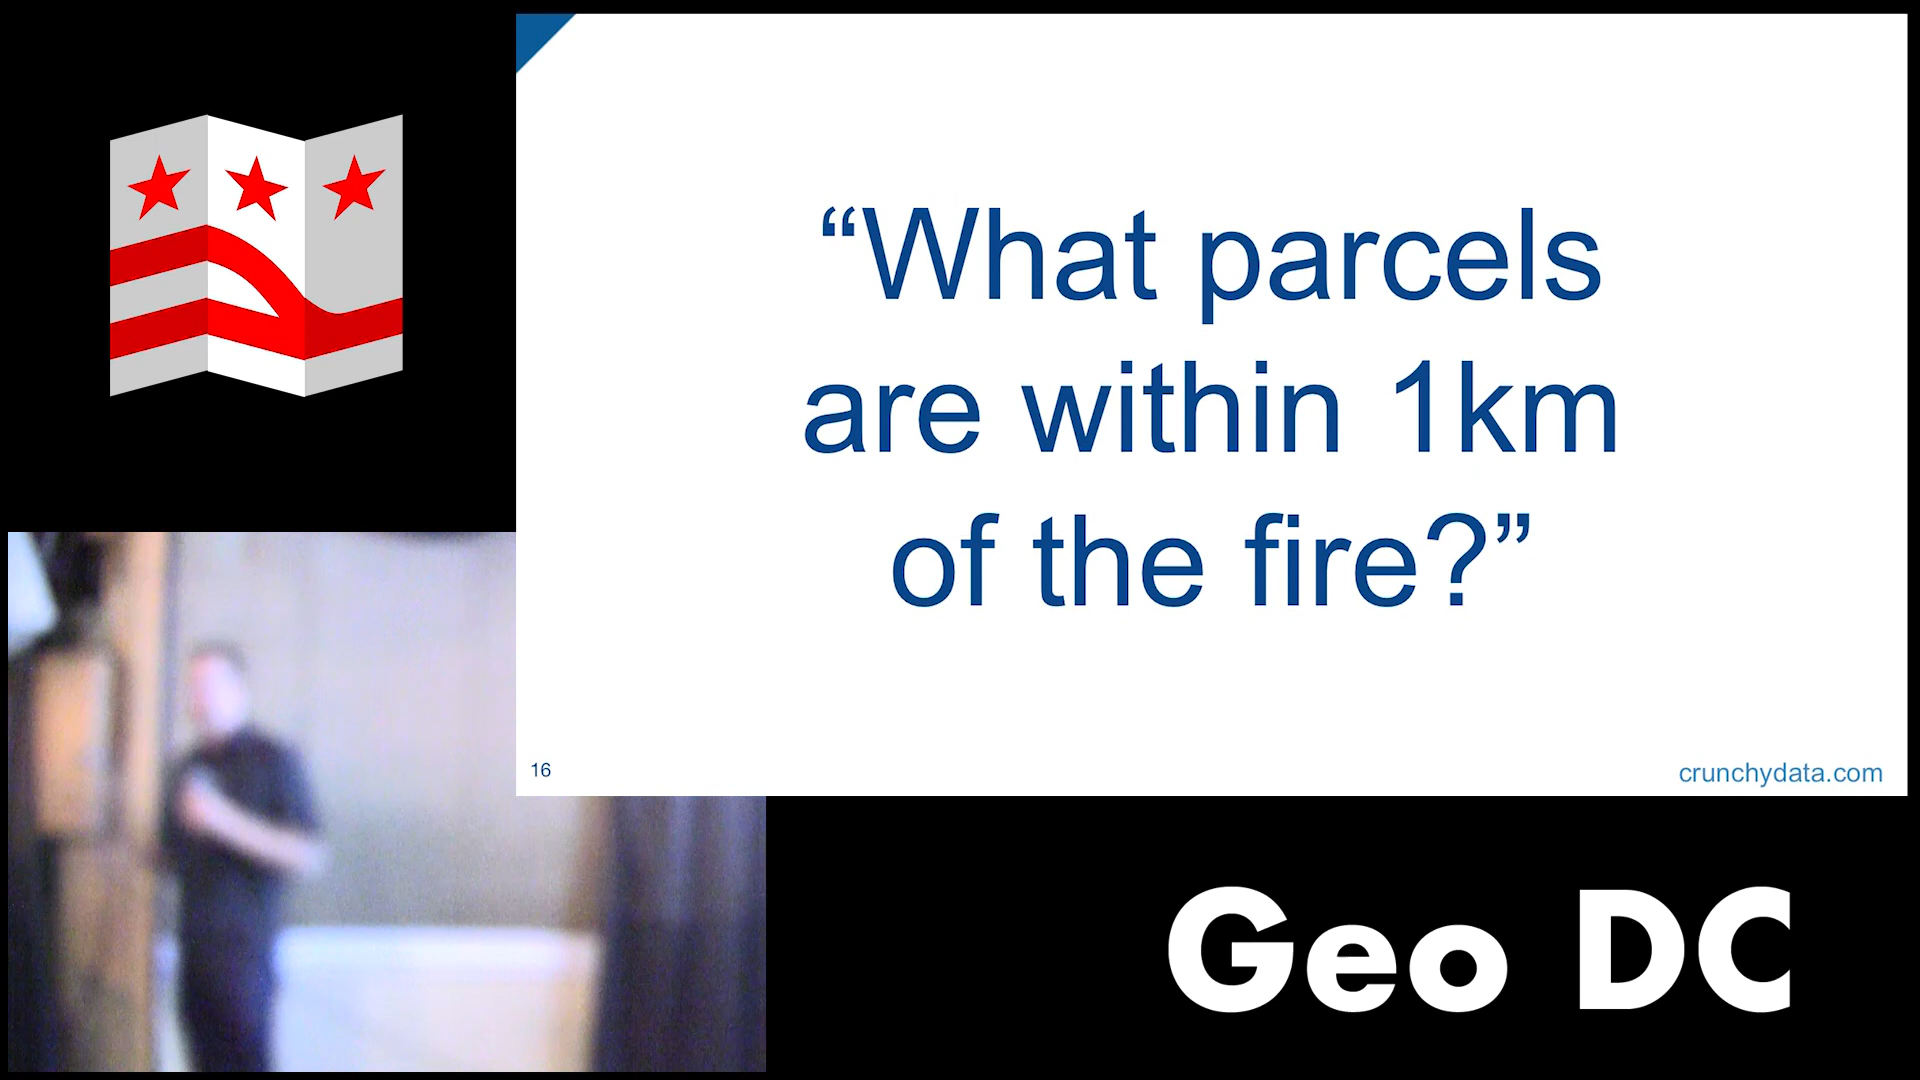 “What parcels
are within 1km
of the fire?”
16
crunchydata.com
Geo DC